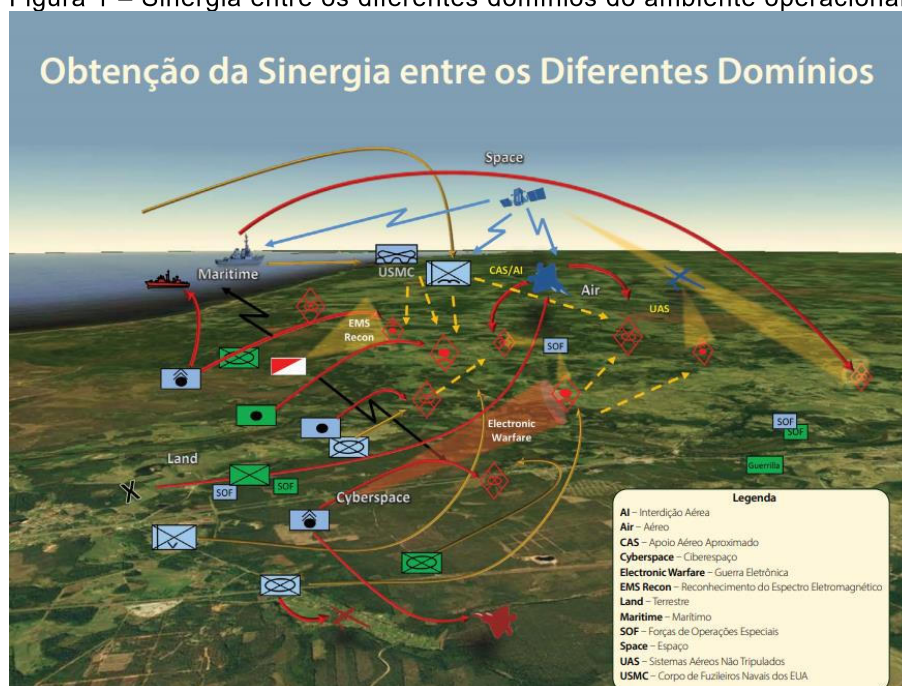 Figura 1 – Sinergia entre os diferentes domínios do ambiente operacional
Obtenção da Sinergia entre os Diferentes Domínios
Space
Maritime
USMC
CAS/AI
Air
UAS
EMS
Recon
SOF
Electronic
Warfare
Land
SOF
SOF
SOF
SOF
Guerrilla
Cyberspace
Legenda
AI – Interdição Aérea
Air – Aéreo
CAS – Apoio Aéreo Aproximado
Cyberspace – Ciberespaço
Electronic Warfare – Guerra Eletrônica
EMS Recon – Reconhecimento do Espectro Eletromagnético
Land – Terrestre
Maritime – Marítimo
SOF – Forças de Operações Especiais
Space – Espaço
UAS – Sistemas Aéreos Não Tripulados
USMC – Corpo de Fuzileiros Navais dos EUA